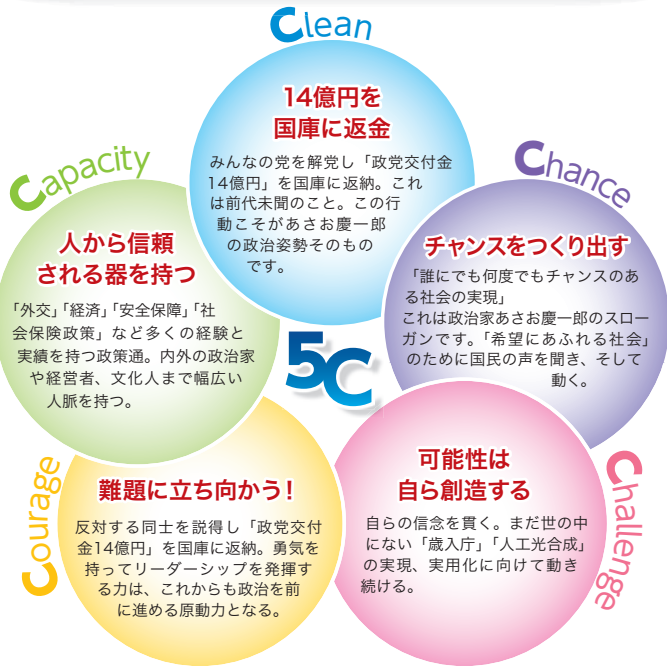 Clean
14億円を
国庫に返金
みんなの党を解党し「政党交付金
14億円」を国庫に返納。これ
は前代未聞のこと。この行
動こそがあさお慶一郎
の政治姿勢そのもの
です。
Chance
チャンスをつくり出す
「誰にでも何度でもチャンスのあ
る社会の実現」
これは政治家あさお慶一郎のスロー
ガンです。「希望にあふれる社会」
のために国民の声を聞き、そして
動く。
Capacity
人から信頼
される器を持つ
「外交」「経済」「安全保障」「社
会保険政策」など多くの経験と
実績を持つ政策通。内外の政治家
や経営者、文化人まで幅広い
人脈を持つ。
5C
Courage
難題に立ち向かう!
反対する同士を説得し「政党交付
金14億円」を国庫に返納。勇気を
持ってリーダーシップを発揮す
る力は、これからも政治を前
に進める原動力となる。
Challenge
可能性は
自ら創造する
自らの信念を貫く。まだ世の中
にない「歳入庁」「人工光合成」
の実現、実用化に向けて動き
続ける。